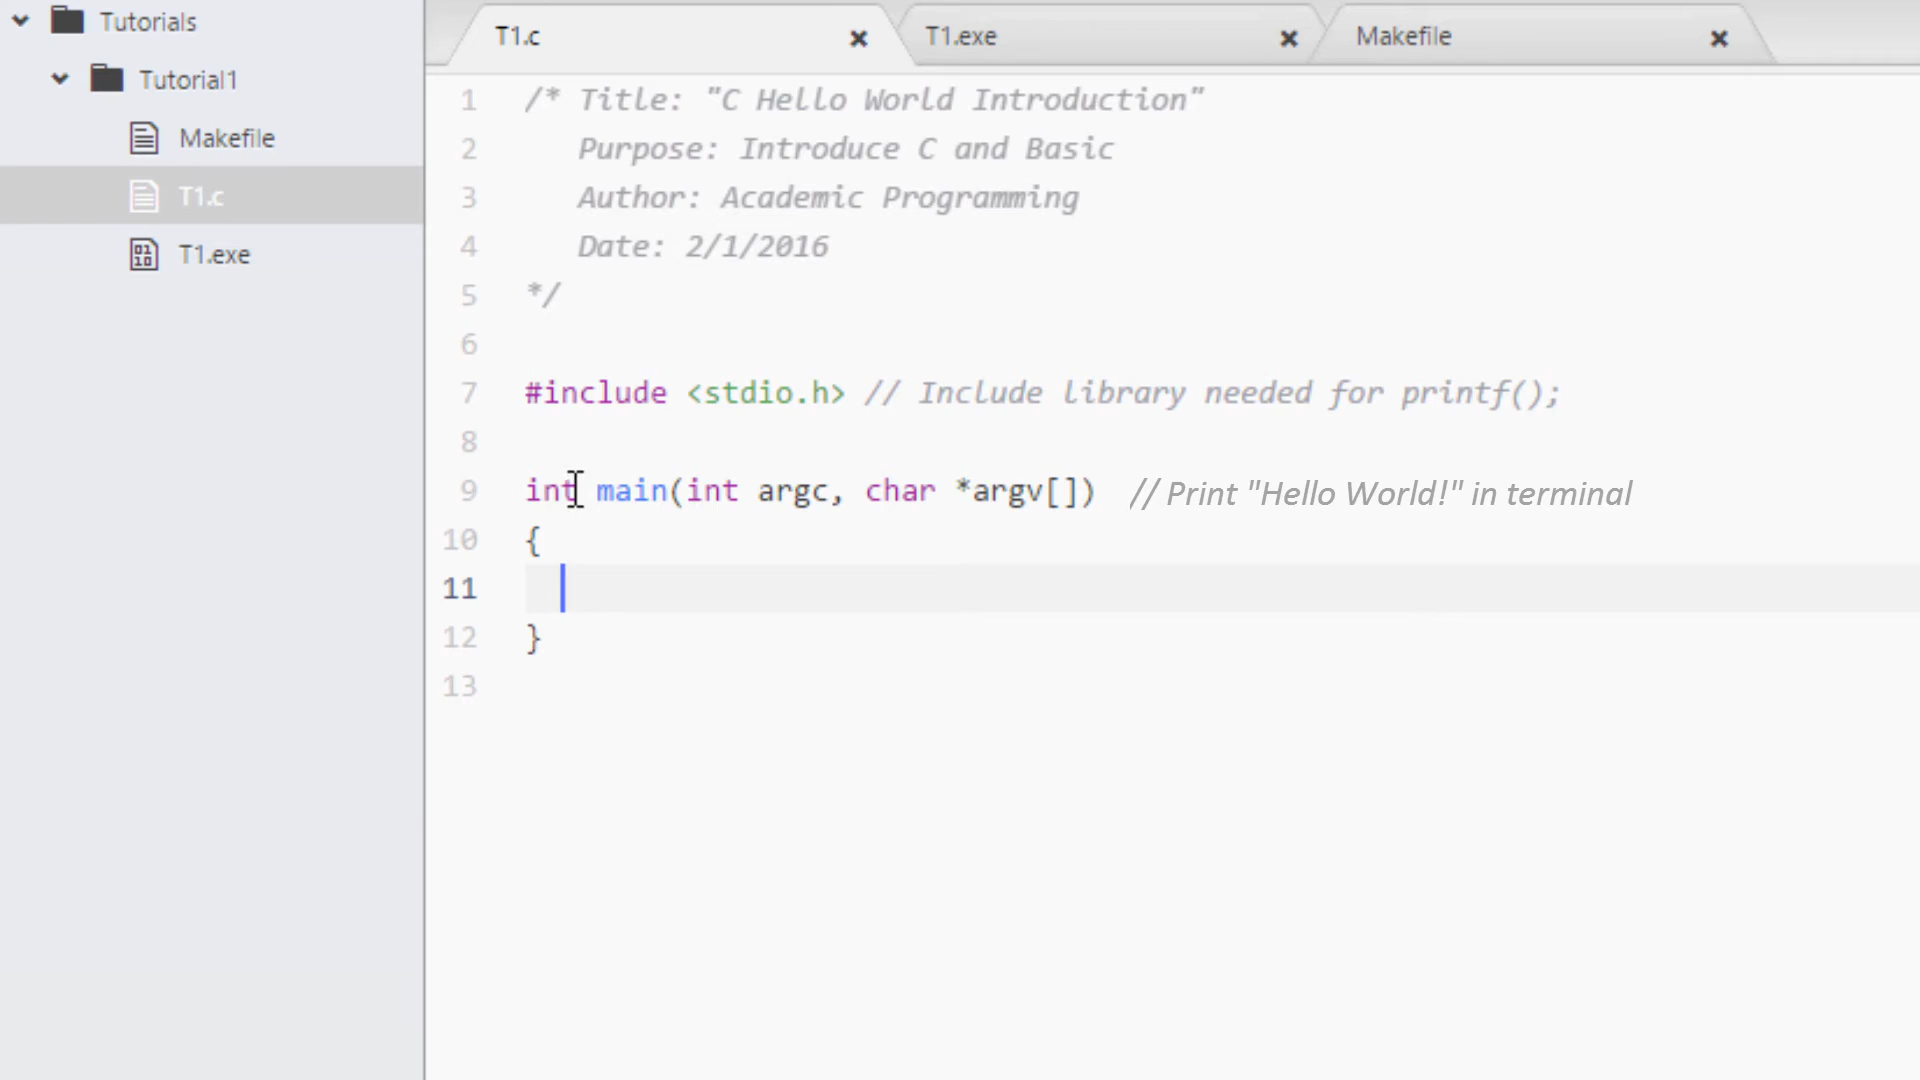 Tutorials
Tutorial1
Makefile
T1.c
T1.exe
T1.c T1.exe Makefile
1 /* Title: "C Hello World Introduction"
2 Purpose: Introduce C and Basic
3 Author: Academic Programming
4 Date: 2/1/2016
5 */
6
7 #include <stdio.h> // Include library needed for printf();
8
9 int main(int argc, char *argv[]) // Print "Hello World!" in terminal
10 {
11
12 }
13